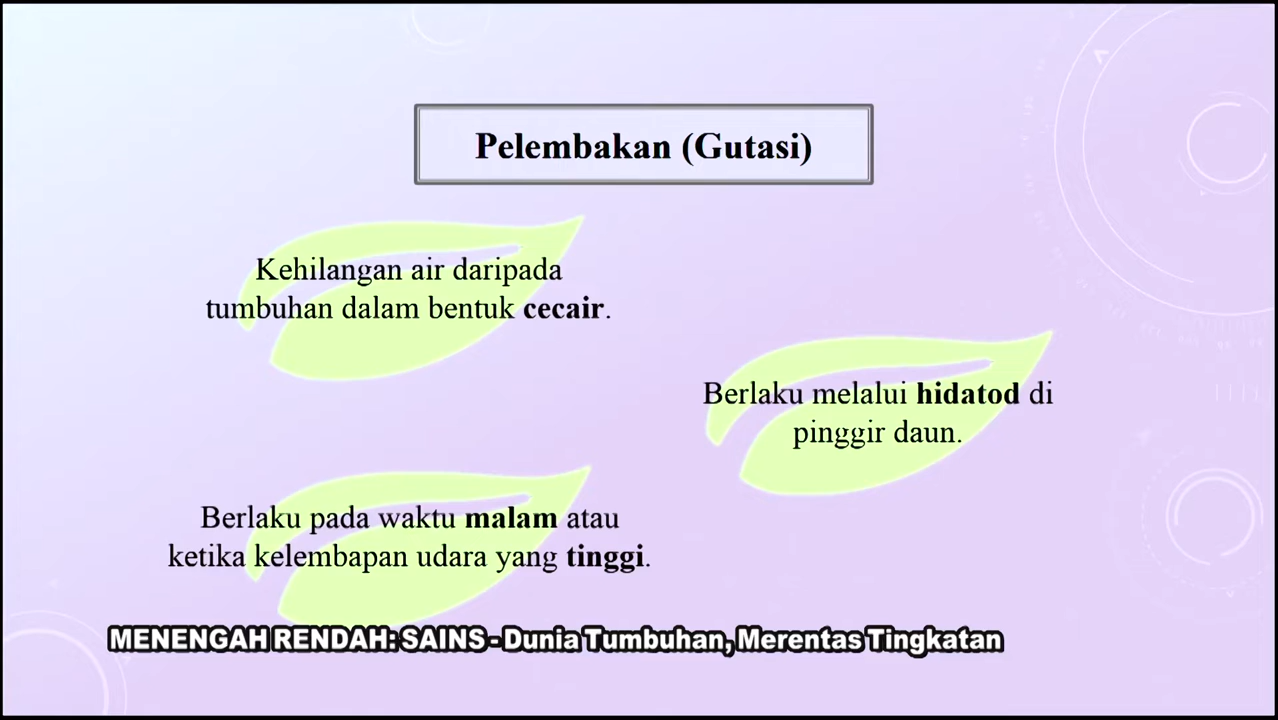 Pelembakan (Gutasi)
Kehilangan air daripada
tumbuhan dalam bentuk cecair.
Berlaku melalui hidatod di
pinggir daun.
Berlaku pada waktu malam atau
ketika kelembapan udara yang tinggi.
MENENGAH RENDAH: SAINS - Dunia Tumbuhan, Merentas Tingkatan